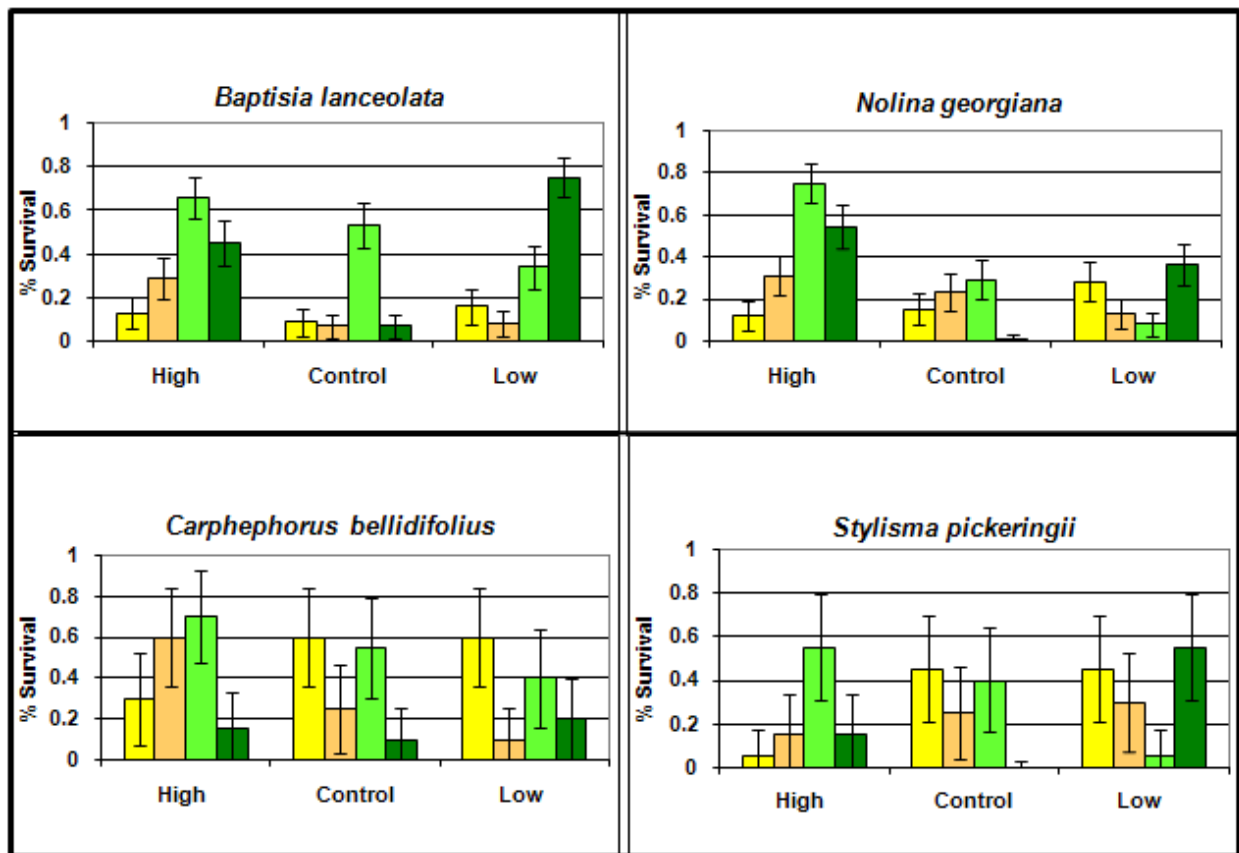 Baptisia lanceolata
1
0.8
0.6
0.4
0.2
0
% Survival
High Control Low
Nolina georgiana
1
0.8
0.6
0.4
0.2
0
% Survival
High Control Low
Carphephorus bellidifolius
1
0.8
0.6
0.4
0.2
0
% Survival
High Control Low
Stylisma pickeringii
1
0.8
0.6
0.4
0.2
0
% Survival
High Control Low